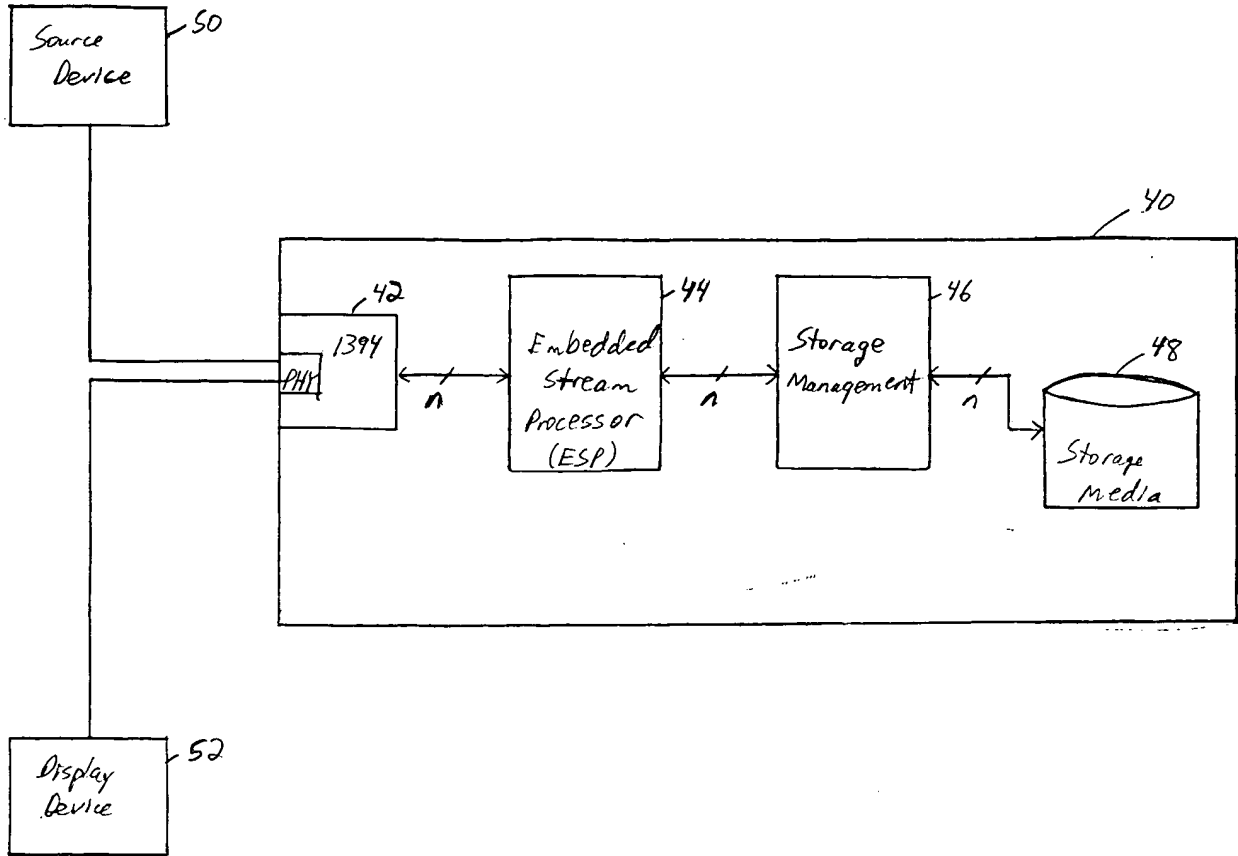 50
Source
Device
40
42
1394
PHY
n
44
Embedded
Stream
Processor
(ESP)
n
46
Storage
Management
n
48
Storage
Media
52
Display
Device